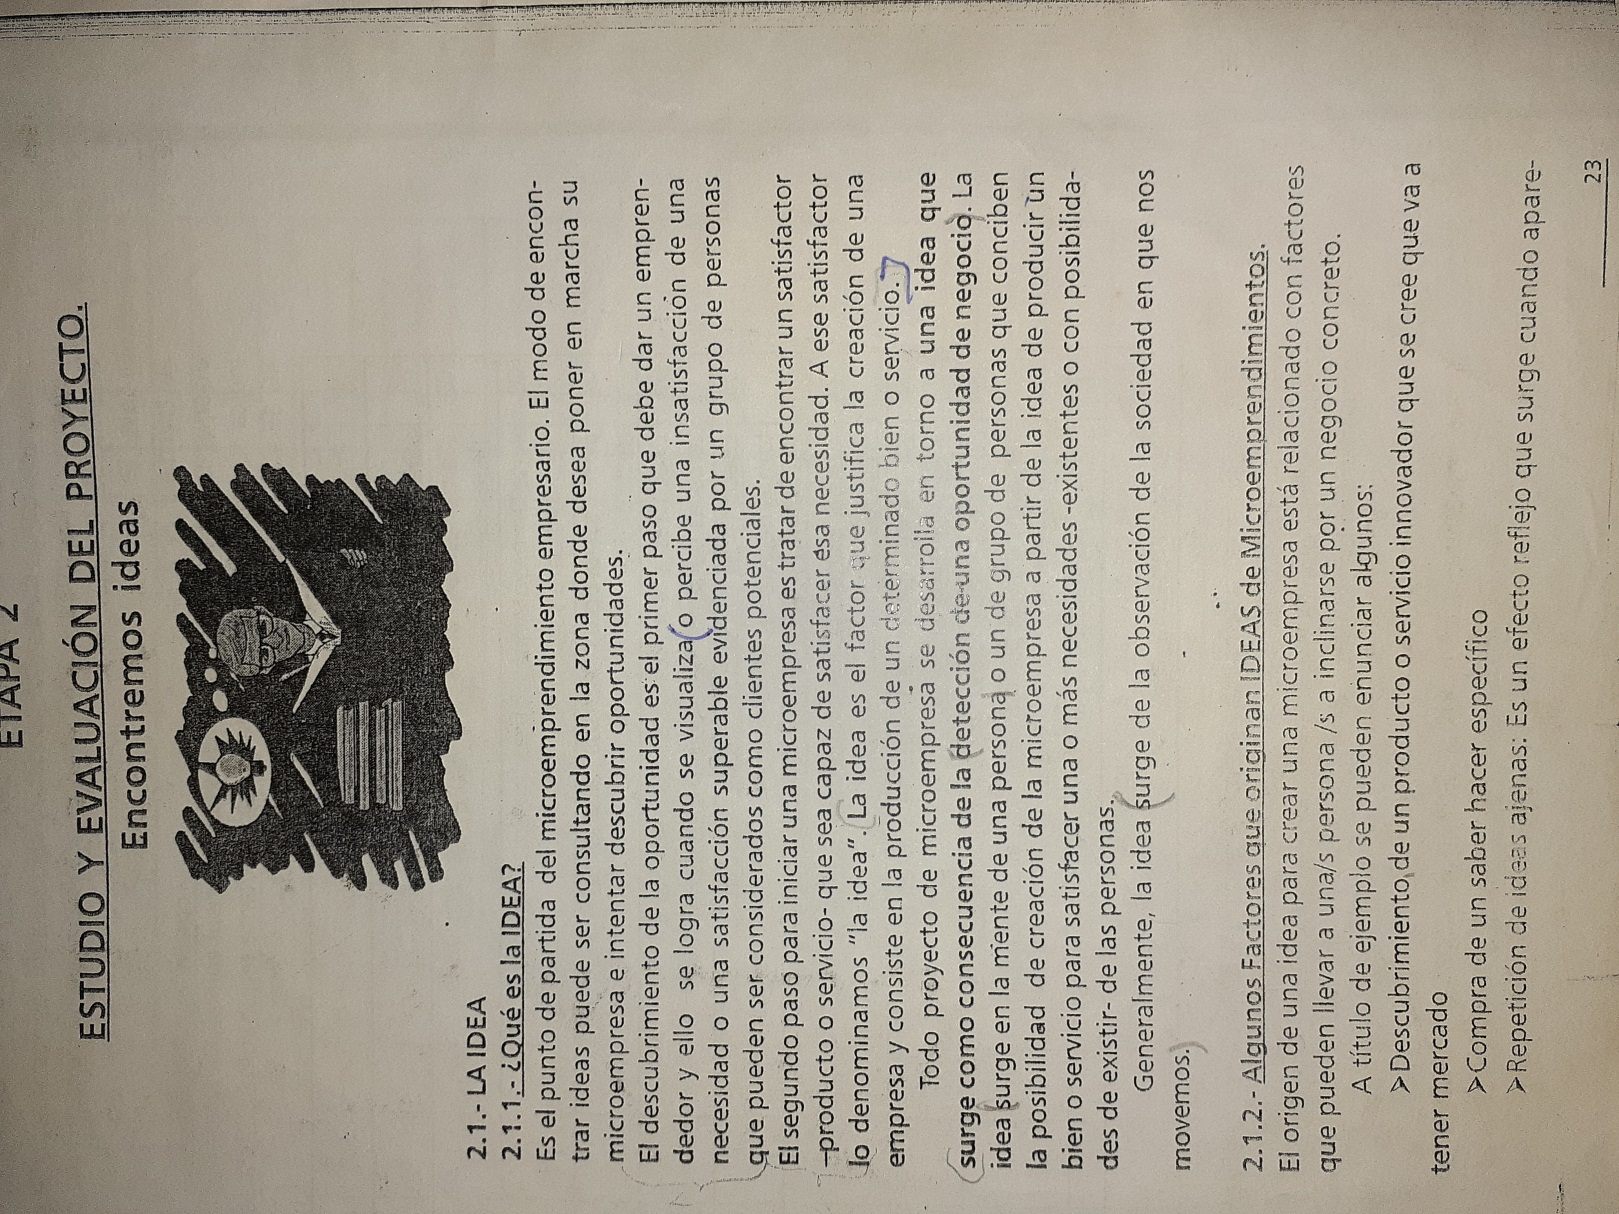 ETAPA 2
ESTUDIO Y EVALUACIÓN DEL PROYECTO.
Encontremos ideas
2.1.- LA IDEA
2.1.1.- ¿Qué es la IDEA?
Es el punto de partida del microemprendimiento empresario. El modo de encon-
trar ideas puede ser consultando en la zona donde desea poner en marcha su
microempresa e intentar descubrir oportunidades.
El descubrimiento de la oportunidad es el primer paso que debe dar un empren-
dedor y ello se logra cuando se visualiza o percibe una insatisfacción de una
necesidad o una satisfacción superable evidenciada por un grupo de personas
que pueden ser considerados como clientes potenciales.
El segundo paso para iniciar una microempresa es tratar de encontrar un satisfactor
–producto o servicio- que sea capaz de satisfacer esa necesidad. A ese satisfactor
lo denominamos "la idea". La idea es el factor que justifica la creación de una
empresa y consiste en la producción de un determinado bien o servicio.
Todo proyecto de microempresa se desarrolla en torno a una idea que
surge como consecuencia de la detección de una oportunidad de negocio. La
idea surge en la mente de una persona o un de grupo de personas que conciben
la posibilidad de creación de la microempresa a partir de la idea de producir un
bien o servicio para satisfacer una o más necesidades -existentes o con posibilida-
des de existir- de las personas.
Generalmente, la idea surge de la observación de la sociedad en que nos
movemos.
2.1.2.- Algunos Factores que originan IDEAS de Microemprendimientos.
El origen de una idea para crear una microempresa está relacionado con factores
que pueden llevar a una/s persona /s a inclinarse por un negocio concreto.
A título de ejemplo se pueden enunciar algunos:
➤Descubrimiento de un producto o servicio innovador que se cree que va a
tener mercado
➤Compra de un saber hacer específico
➤Repetición de ideas ajenas: Es un efecto reflejo que surge cuando apare-
23